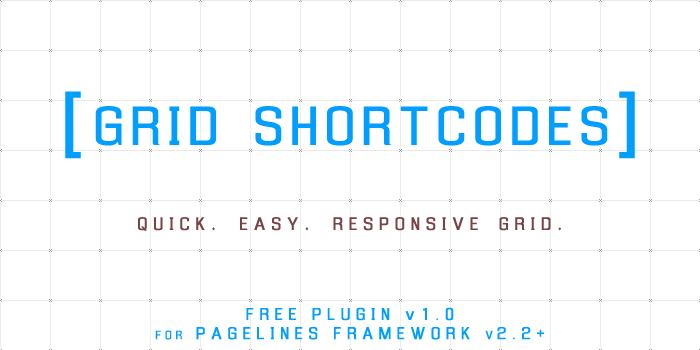 [GRID SHORTCODES]
QUICK. EASY. RESPONSIVE GRID.
FREE PLUGIN v1.0
FOR PAGELINES FRAMEWORK v2.2+